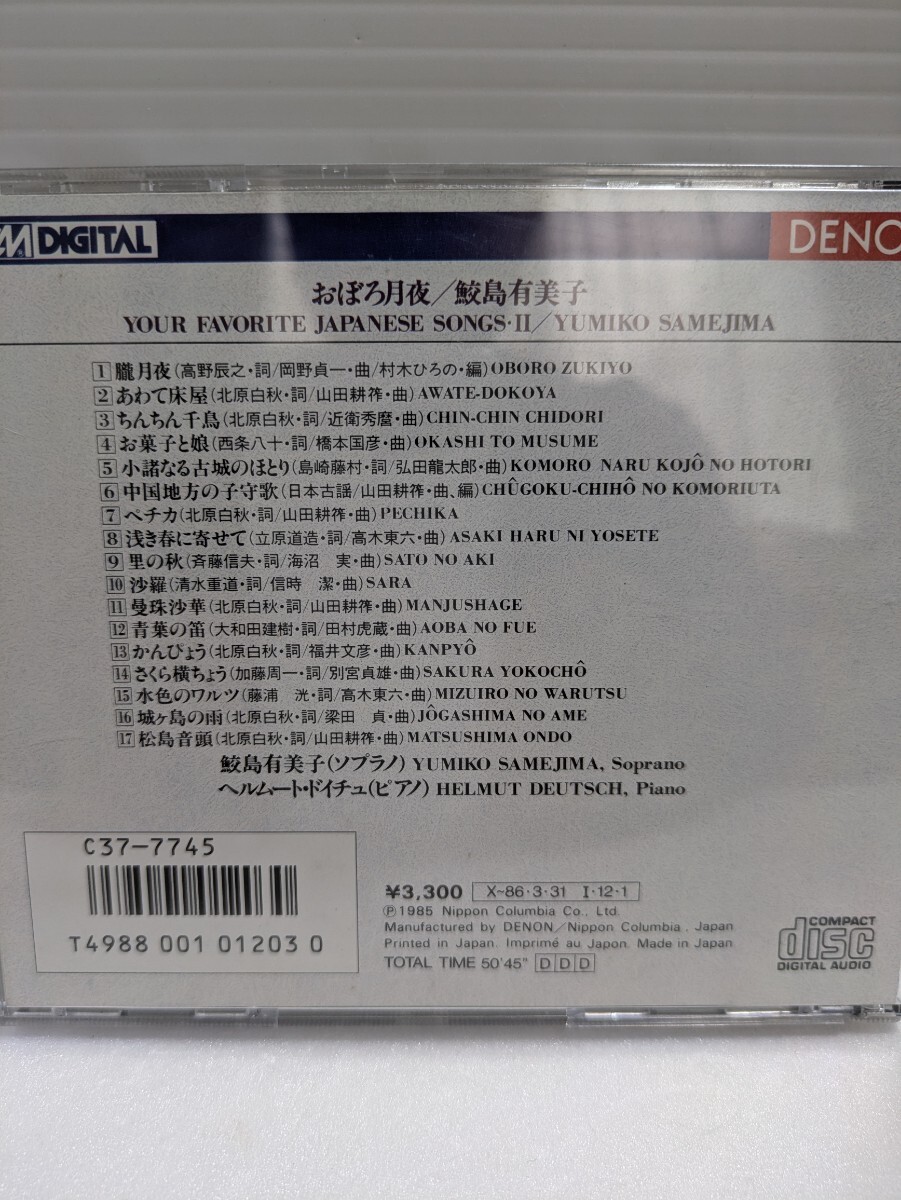 DIGITAL
DENO
おぼろ月夜／鮫島有美子
YOUR FAVORITE JAPANESE SONGS·II／YUMIKO SAMEJIMA
1 朧月夜(高野辰之・詞/岡野貞一・曲/村木ひろの・編)OBORO ZUKIYO
2 あわて床屋(北原白秋・詞/山田耕筰・曲)AWATE-DOKOYA
3 ちんちん千鳥(北原白秋・詞/近衛秀麿・曲)CHIN-CHIN CHIDORI
4 お菓子と娘(西条八十・詞/橋本国彦・曲)OKASHI TO MUSUME
5 小諸なる古城のほとり(島崎藤村・詞/弘田龍太郎・曲)KOMORO NARU KOJÔ NO HOTORI
6 中国地方の子守歌(日本古謡/山田耕筰・曲、編)CHÛGOKU-CHIHÔ NO KOMORIUTA
7 ペチカ(北原白秋・詞/山田耕筰・曲)PECHIKA
8 浅き春に寄せて(立原道造・詞/高木東六・曲)ASAKI HARU NI YOSETE
9 里の秋(斉藤信夫・詞/海沼　実・曲)SATO NO AKI
10 沙羅(清水重道・詞/信時　潔・曲)SARA
11 曼珠沙華(北原白秋・詞/山田耕筰・曲)MANJUSHAGE
12 青葉の笛(大和田建樹・詞/田村虎蔵・曲)AOBA NO FUE
13 かんぴょう(北原白秋・詞/福井文彦・曲)KANPYÔ
14 さくら横ちょう(加藤周一・詞/別宮貞雄・曲)SAKURA YOKOCHÔ
15 水色のワルツ(藤浦　洸・詞/高木東六・曲)MIZUIRO NO WARUTSU
16 城ヶ島の雨(北原白秋・詞/梁田　貞・曲)JÔGASHIMA NO AME
17 松島音頭(北原白秋・詞/山田耕筰・曲)MATSUSHIMA ONDO
鮫島有美子(ソプラノ) YUMIKO SAMEJIMA, Soprano
ヘルムート・ドイチュ(ピアノ) HELMUT DEUTSCH, Piano
C37-7745
T4988 001 01203 0
¥3,300 X~86·3·31 I·12·1
Ⓟ1985 Nippon Columbia Co., Ltd.
Manufactured by DENON／Nippon Columbia, Japan
Printed in Japan. Imprimé au Japon. Made in Japan
TOTAL TIME 50'45" D D D
COMPACT
disc
DIGITAL AUDIO